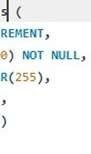 s (
REMENT,
0) NOT NULL,
R(255),
,
)